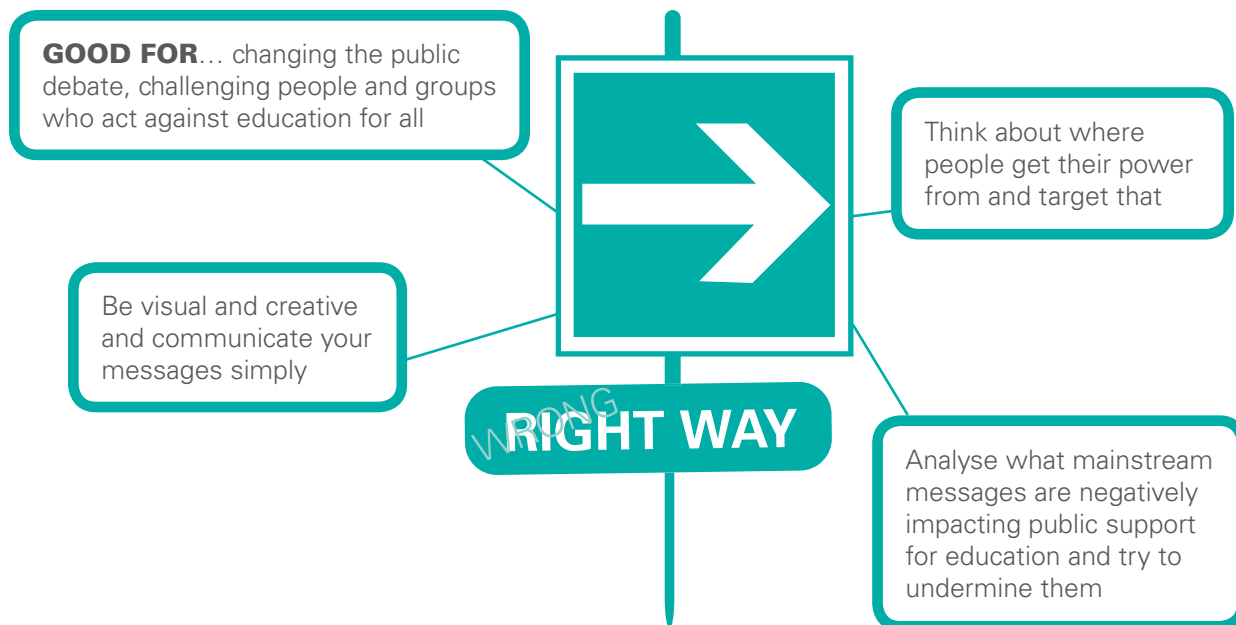 GOOD FOR… changing the public
debate, challenging people and groups
who act against education for all
Think about where
people get their power
from and target that
Be visual and creative
and communicate your
messages simply
WRONG
RIGHT WAY
Analyse what mainstream
messages are negatively
impacting public support
for education and try to
undermine them